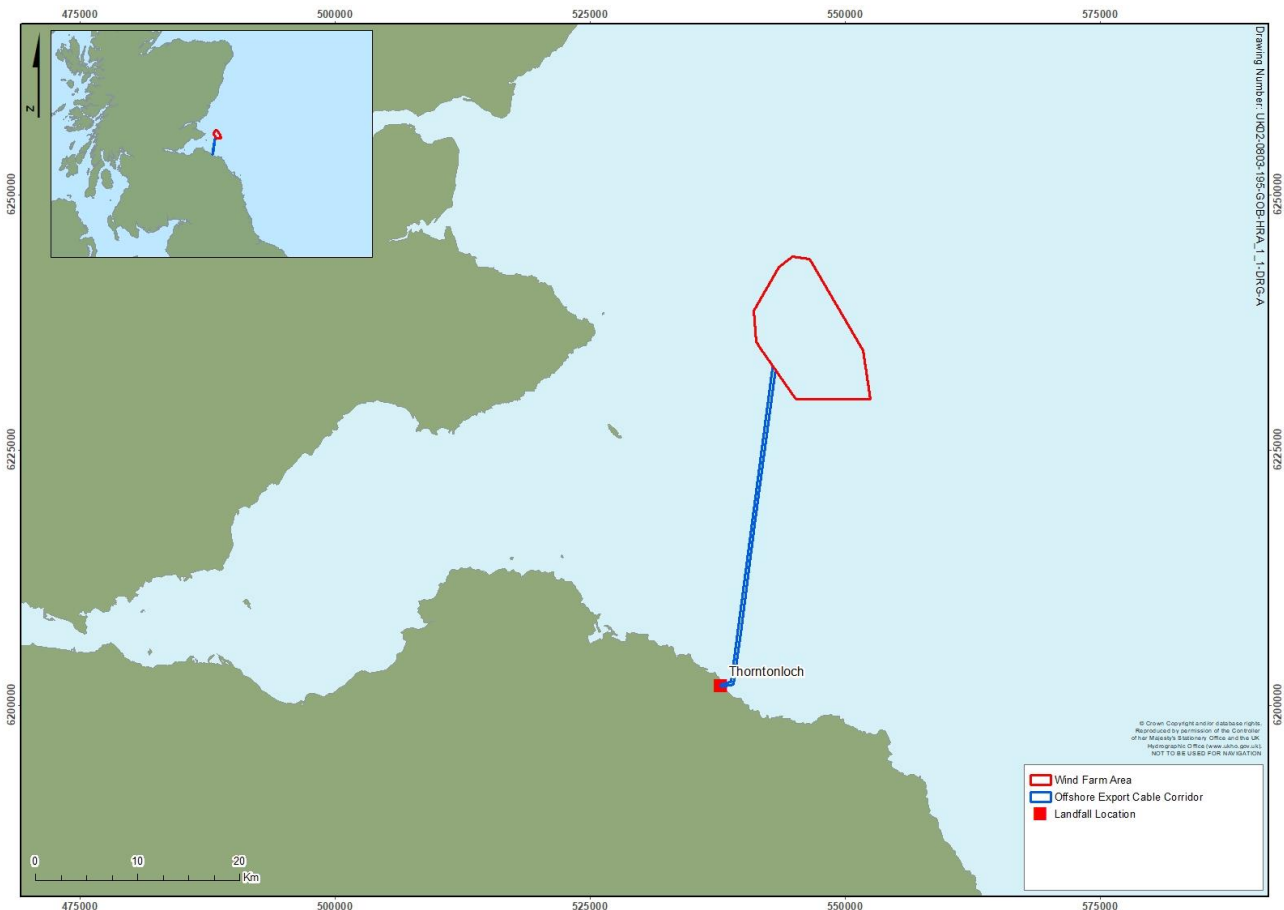 475000
500000
525000
550000
575000
N
Drawing Number: UK02-0803-195-GOB-HRA_1_1-DRG-A
6250000
6250000
6225000
6225000
6200000
6200000
Thorntonloch
© Crown Copyright and/or database rights.
Reproduced by permission of the Controller
of her Majesty's Stationery Office and the UK
Hydrographic Office (www.ukho.gov.uk).
NOT TO BE USED FOR NAVIGATION
Wind Farm Area
Offshore Export Cable Corridor
Landfall Location
0 10 20
Km
475000
500000
525000
550000
575000